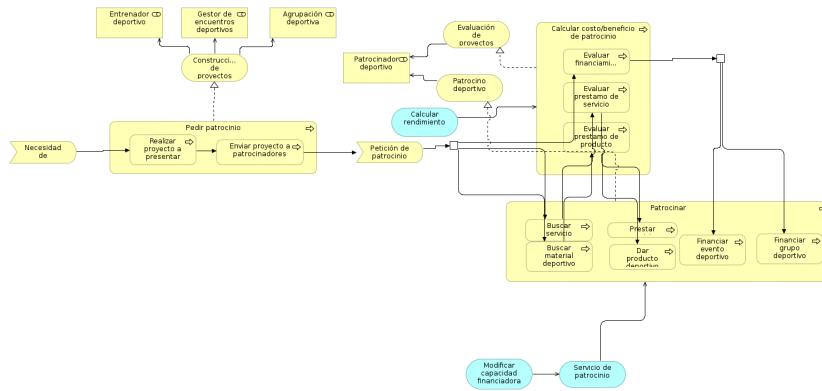 Entrenador
deportivo
Gestor de
encuentros
deportivos
Agrupación
deportiva
Construcci...
de
proyectos
Evaluación
de
proyectos
Patrocinador
deportivo
Patrocino
deportivo
Calcular
rendimiento
Calcular costo/beneficio
de patrocinio
Evaluar
financiami...
Evaluar
prestamo de
servicio
Evaluar
prestamo de
producto
Pedir patrocinio
Necesidad
de
Realizar
proyecto a
presentar
Enviar proyecto a
patrocinadores
Petición de
patrocinio
Patrocinar
Buscar
servicio
Buscar
material
deportivo
Prestar
Dar
producto
deportivo
Financiar
evento
deportivo
Financiar
grupo
deportivo
Modificar
capacidad
financiadora
Servicio de
patrocinio